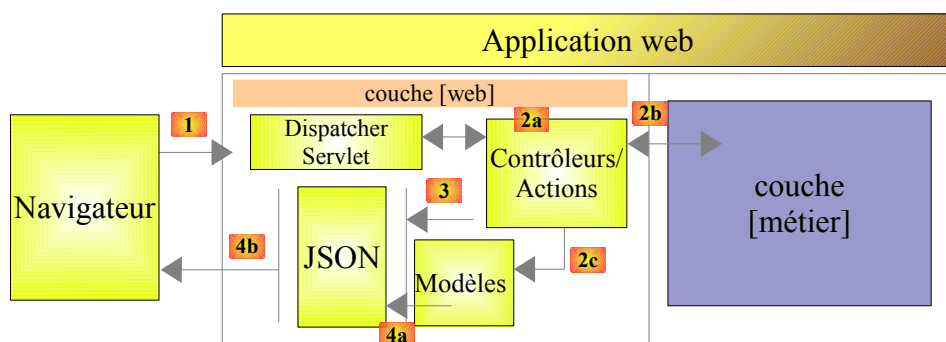 Application web
couche [web]
1
Dispatcher
Servlet
2a
2b
Contrôleurs/
Actions
Navigateur
couche
[métier]
3
JSON
4b
2c
Modèles
4a